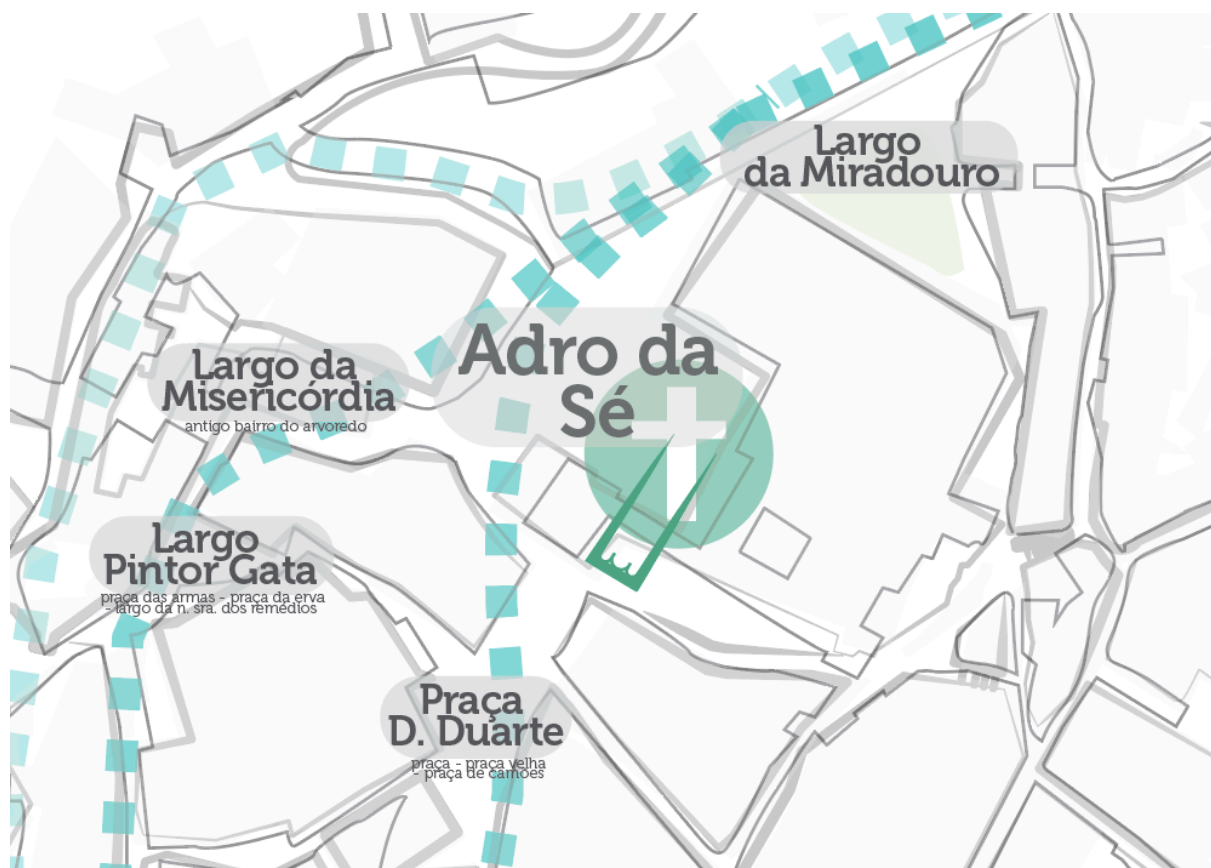 Largo
da Miradouro
Adro da
Sé
Largo da
Misericórdia
antigo bairro do arvoredo
Largo
Pintor Gata
praça das armas - praça da erva
- largo da n. sra. dos remédios
Praça
D. Duarte
praça - praça velha
- praça de camões